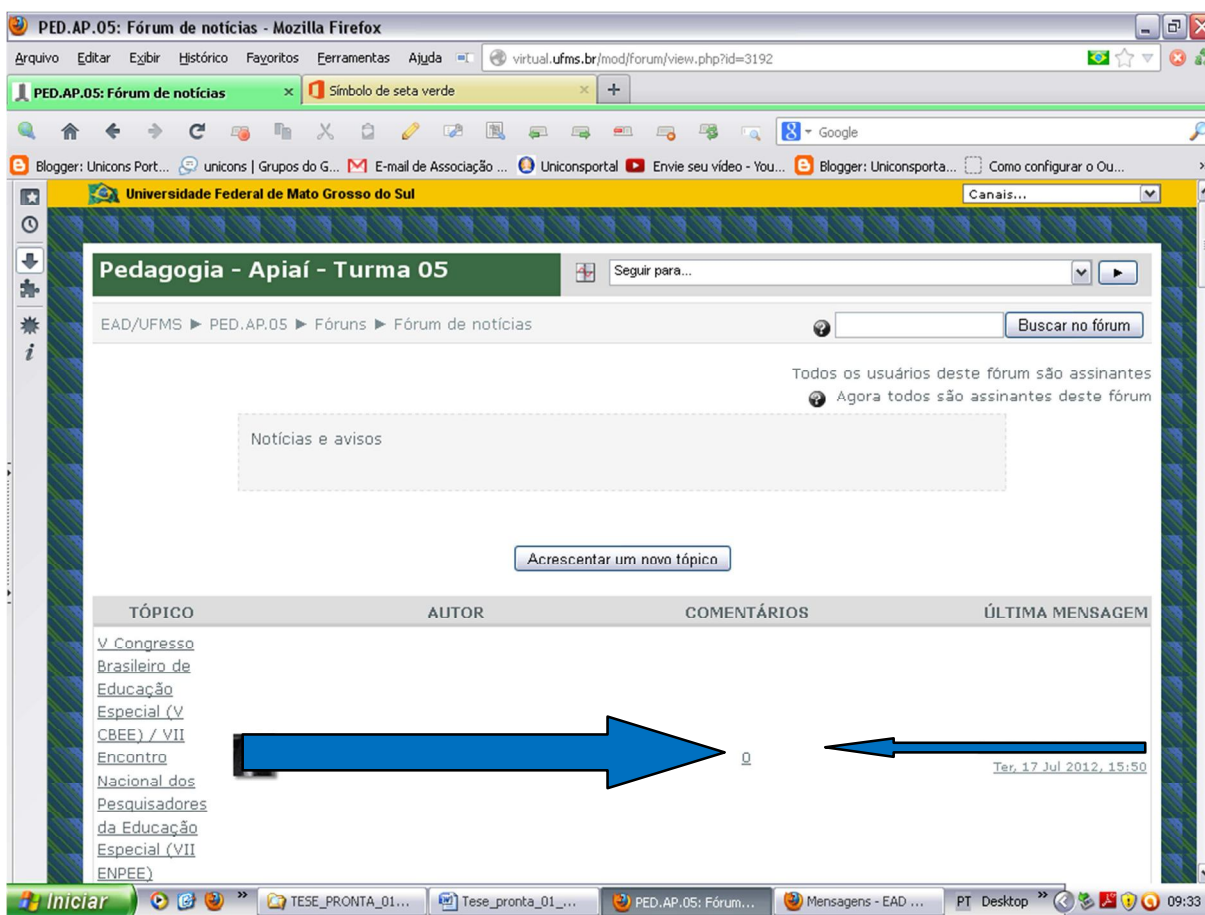 PED.AP.05: Fórum de notícias - Mozilla Firefox
Arquivo Editar Exibir Histórico Favoritos Ferramentas Ajuda virtual.ufms.br/mod/forum/view.php?id=3192
PED.AP.05: Fórum de notícias Símbolo de seta verde
Google
Blogger: Unicons Port... unicons | Grupos do G... E-mail de Associação ... Uniconsportal Envie seu vídeo - You... Blogger: Uniconsporta... Como configurar o Ou...
Universidade Federal de Mato Grosso do Sul Canais...
Pedagogia - Apiaí - Turma 05 Seguir para...
EAD/UFMS ► PED.AP.05 ► Fóruns ► Fórum de notícias Buscar no fórum
Todos os usuários deste fórum são assinantes
Agora todos são assinantes deste fórum
Notícias e avisos
Acrescentar um novo tópico
TÓPICO AUTOR COMENTÁRIOS ÚLTIMA MENSAGEM
V Congresso
Brasileiro de
Educação
Especial (V
CBEE) / VII
Encontro 0 Ter, 17 Jul 2012, 15:50
Nacional dos
Pesquisadores
da Educação
Especial (VII
ENPEE)
Iniciar TESE_PRONTA_01... Tese_pronta_01_... PED.AP.05: Fórum... Mensagens - EAD ... PT Desktop 09:33